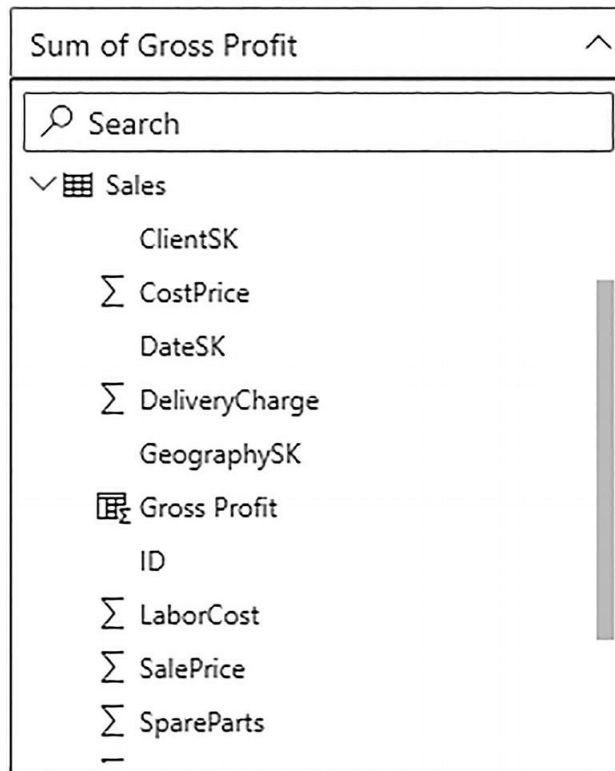 Sum of Gross Profit
Search
Sales
ClientSK
CostPrice
DateSK
DeliveryCharge
GeographySK
Gross Profit
ID
LaborCost
SalePrice
SpareParts